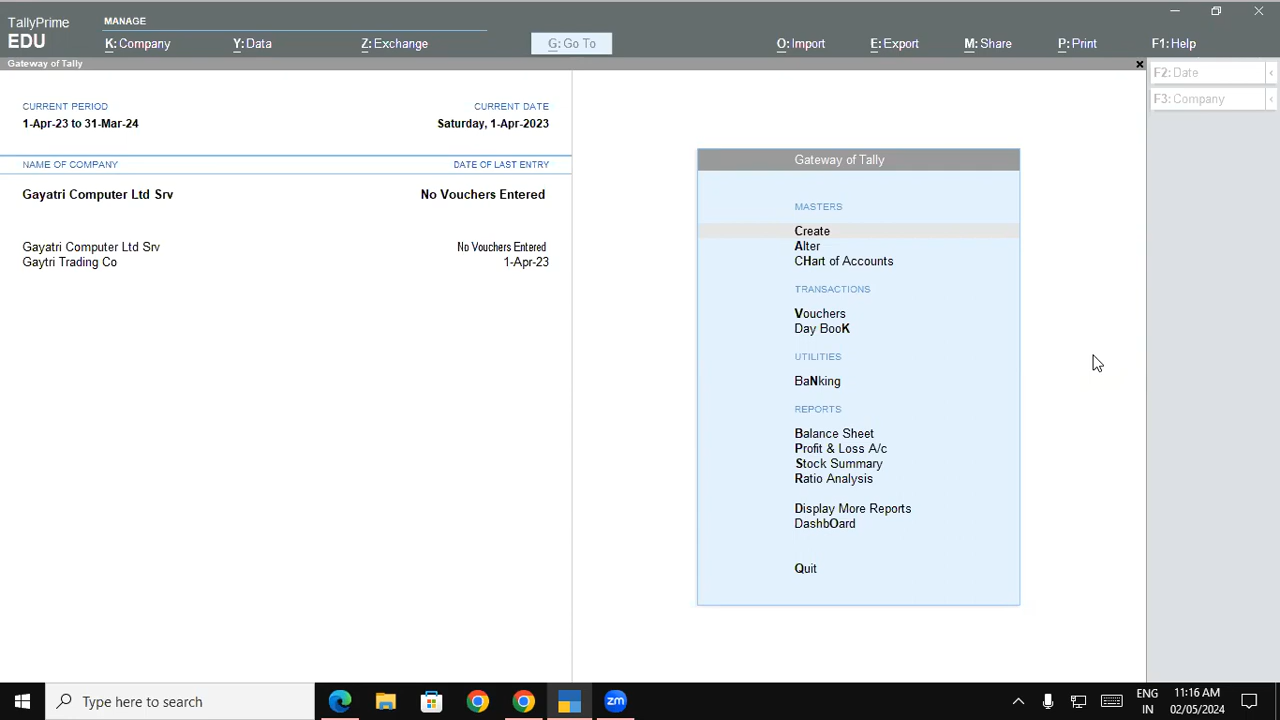 TallyPrime
EDU
MANAGE
K: Company
Y: Data
Z: Exchange
G: Go To
O: Import
E: Export
M: Share
P: Print
F1: Help
Gateway of Tally
F2: Date
F3: Company
CURRENT PERIOD
CURRENT DATE
1-Apr-23 to 31-Mar-24
Saturday, 1-Apr-2023
NAME OF COMPANY
DATE OF LAST ENTRY
Gayatri Computer Ltd Srv
No Vouchers Entered
Gayatri Computer Ltd Srv
No Vouchers Entered
Gaytri Trading Co
1-Apr-23
Gateway of Tally
MASTERS
Create
Alter
CHart of Accounts
TRANSACTIONS
Vouchers
Day BooK
UTILITIES
BaNking
REPORTS
Balance Sheet
Profit & Loss A/c
Stock Summary
Ratio Analysis
Display More Reports
DashbOard
Quit
Type here to search
zm
ENG
IN
11:16 AM
02/05/2024